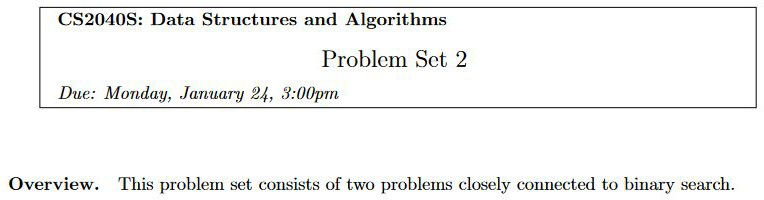 CS2040S: Data Structures and Algorithms
Problem Set 2
Due: Monday, January 24, 3:00pm
Overview. This problem set consists of two problems closely connected to binary search.